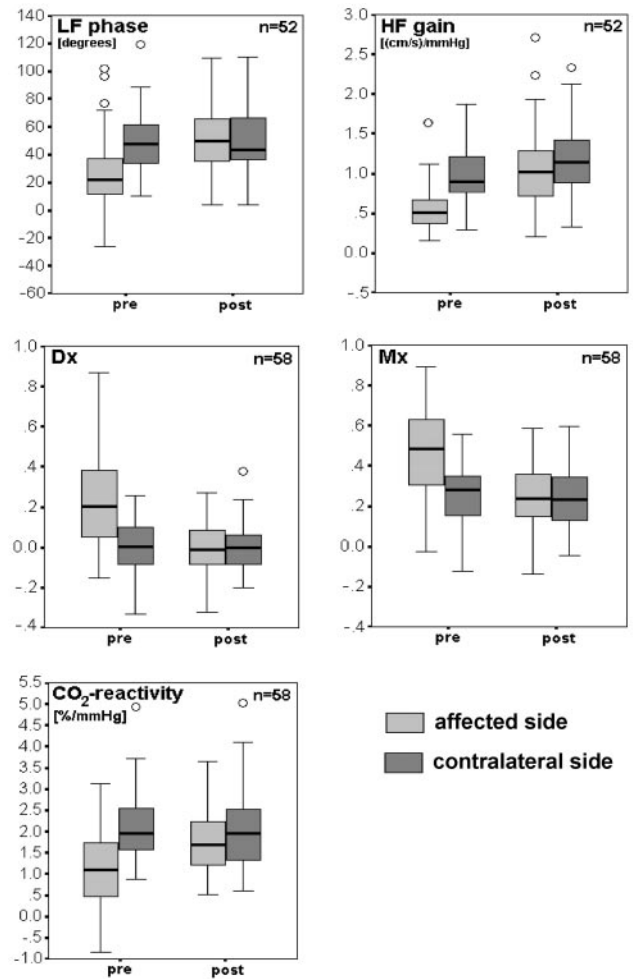 LF phase
[degrees]
n=52
140
120
100
80
60
40
20
0
-20
-40
-60
pre post
HF gain
[(cm/s)/mmHg]
n=52
3.0
2.5
2.0
1.5
1.0
.5
0.0
-.5
pre post
Dx
n=58
1.0
.8
.6
.4
.2
0.0
-.2
-.4
pre post
Mx
n=58
1.0
.8
.6
.4
.2
0.0
-.2
-.4
pre post
CO2-reactivity
[%/mmHg]
n=58
5.5
5.0
4.5
4.0
3.5
3.0
2.5
2.0
1.5
1.0
.5
0.0
-.5
-1.0
pre post
affected side
contralateral side